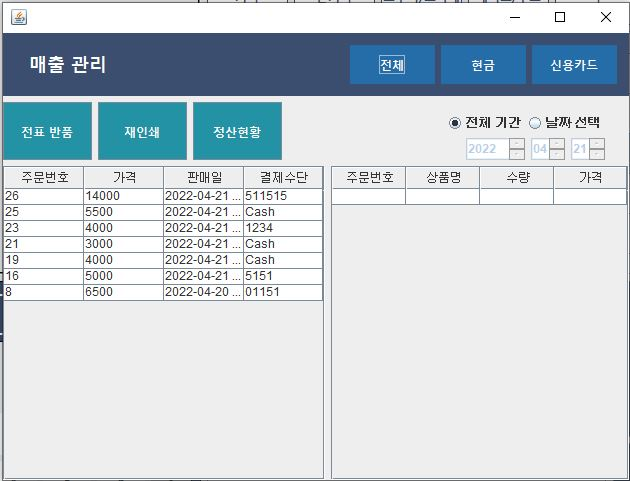 매출 관리
전체 현금 신용카드
전표 반품 재인쇄 정산현황
전체 기간 날짜 선택
2022 04 21
주문번호 가격 판매일 결제수단
26 14000 2022-04-21 ... 511515
25 5500 2022-04-21 ... Cash
23 4000 2022-04-21 ... 1234
21 3000 2022-04-21 ... Cash
19 4000 2022-04-21 ... Cash
16 5000 2022-04-21 ... 5151
8 6500 2022-04-20 ... 01151
주문번호 상품명 수량 가격